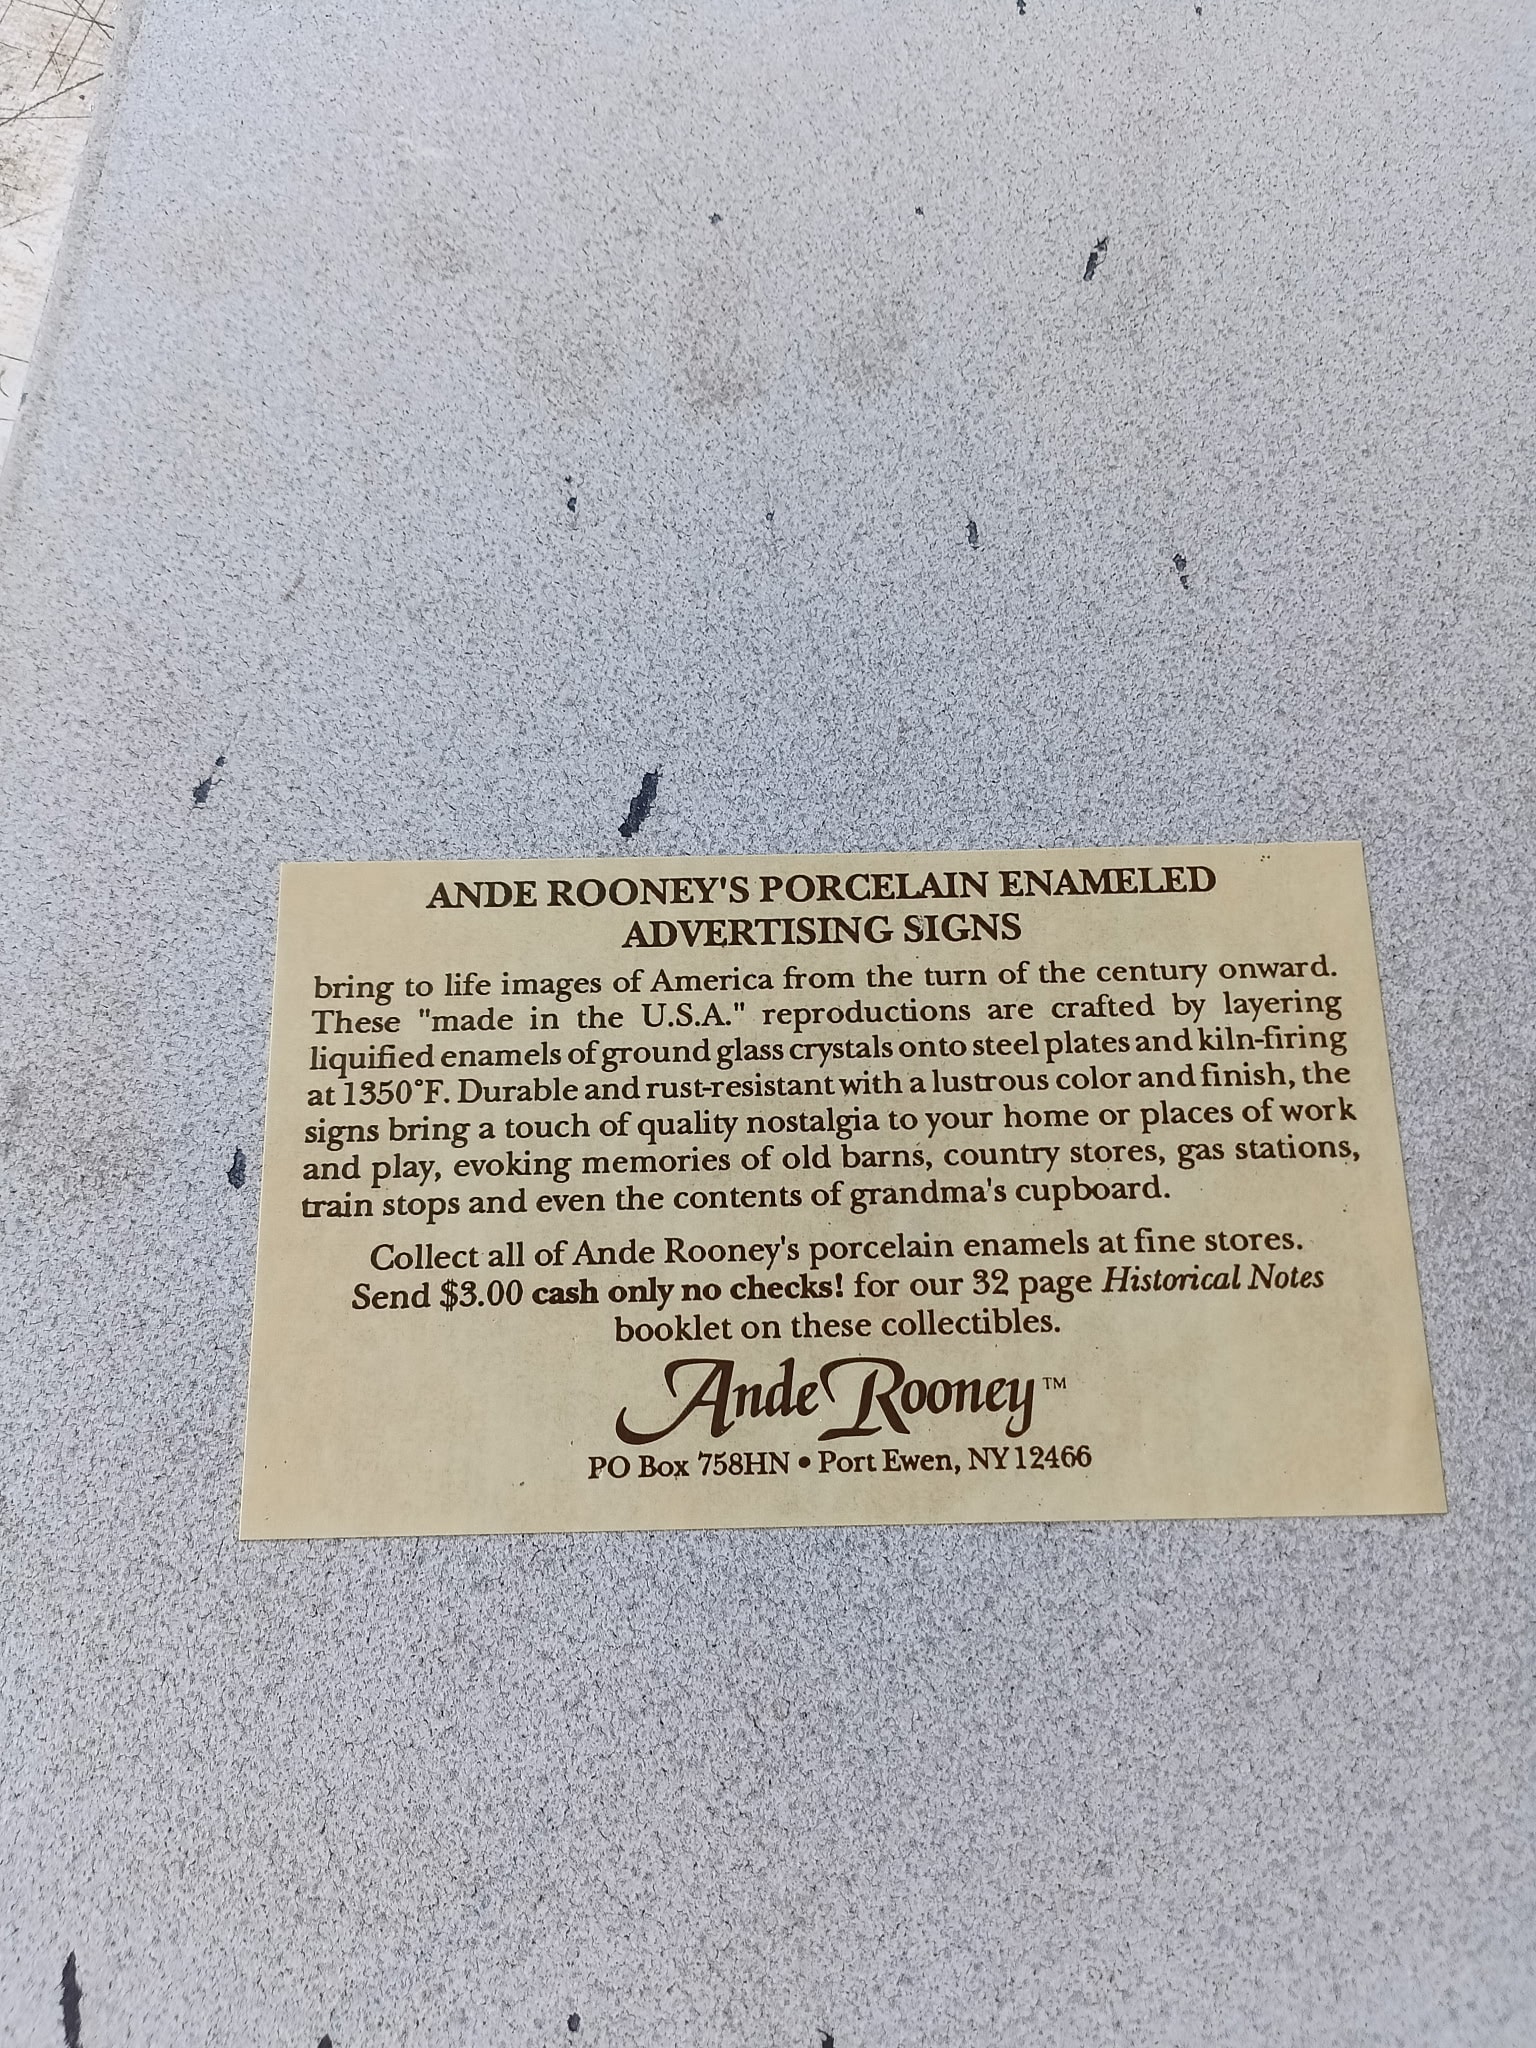 ANDE ROONEY'S PORCELAIN ENAMELED
ADVERTISING SIGNS
bring to life images of America from the turn of the century onward.
These "made in the U.S.A." reproductions are crafted by layering
liquified enamels of ground glass crystals onto steel plates and kiln-firing
at 1350°F. Durable and rust-resistant with a lustrous color and finish, the
signs bring a touch of quality nostalgia to your home or places of work
and play, evoking memories of old barns, country stores, gas stations,
train stops and even the contents of grandma's cupboard.
Collect all of Ande Rooney's porcelain enamels at fine stores.
Send $3.00 cash only no checks! for our 32 page Historical Notes
booklet on these collectibles.
Ande Rooney™
PO Box 758HN • Port Ewen, NY 12466